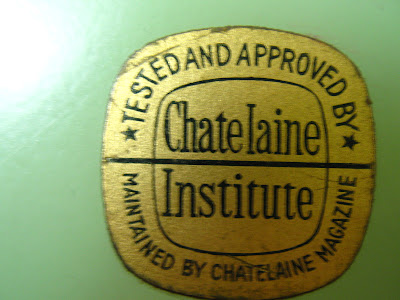 ★ TESTED AND APPROVED BY ★
Chatelaine
Institute
MAINTAINED BY CHATELAINE MAGAZINE